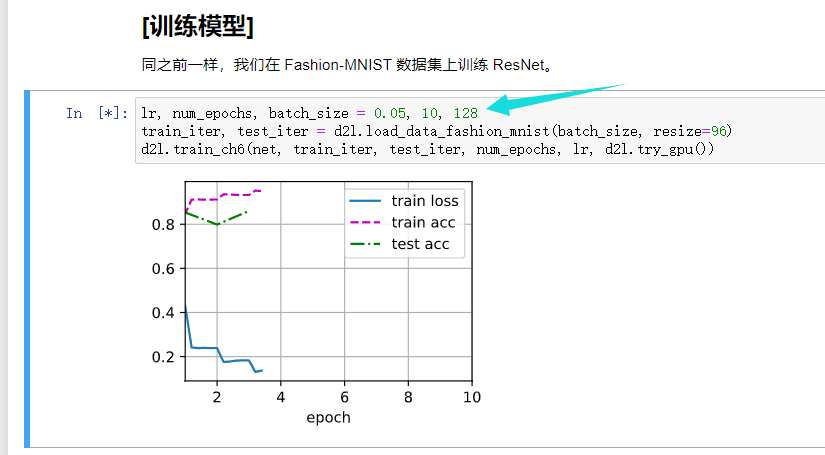 [训练模型]
同之前一样，我们在 Fashion-MNIST 数据集上训练 ResNet。
In [*]: lr, num_epochs, batch_size = 0.05, 10, 128
train_iter, test_iter = d2l.load_data_fashion_mnist(batch_size, resize=96)
d2l.train_ch6(net, train_iter, test_iter, num_epochs, lr, d2l.try_gpu())
train loss
train acc
test acc
0.8
0.6
0.4
0.2
2 4 6 8 10
epoch